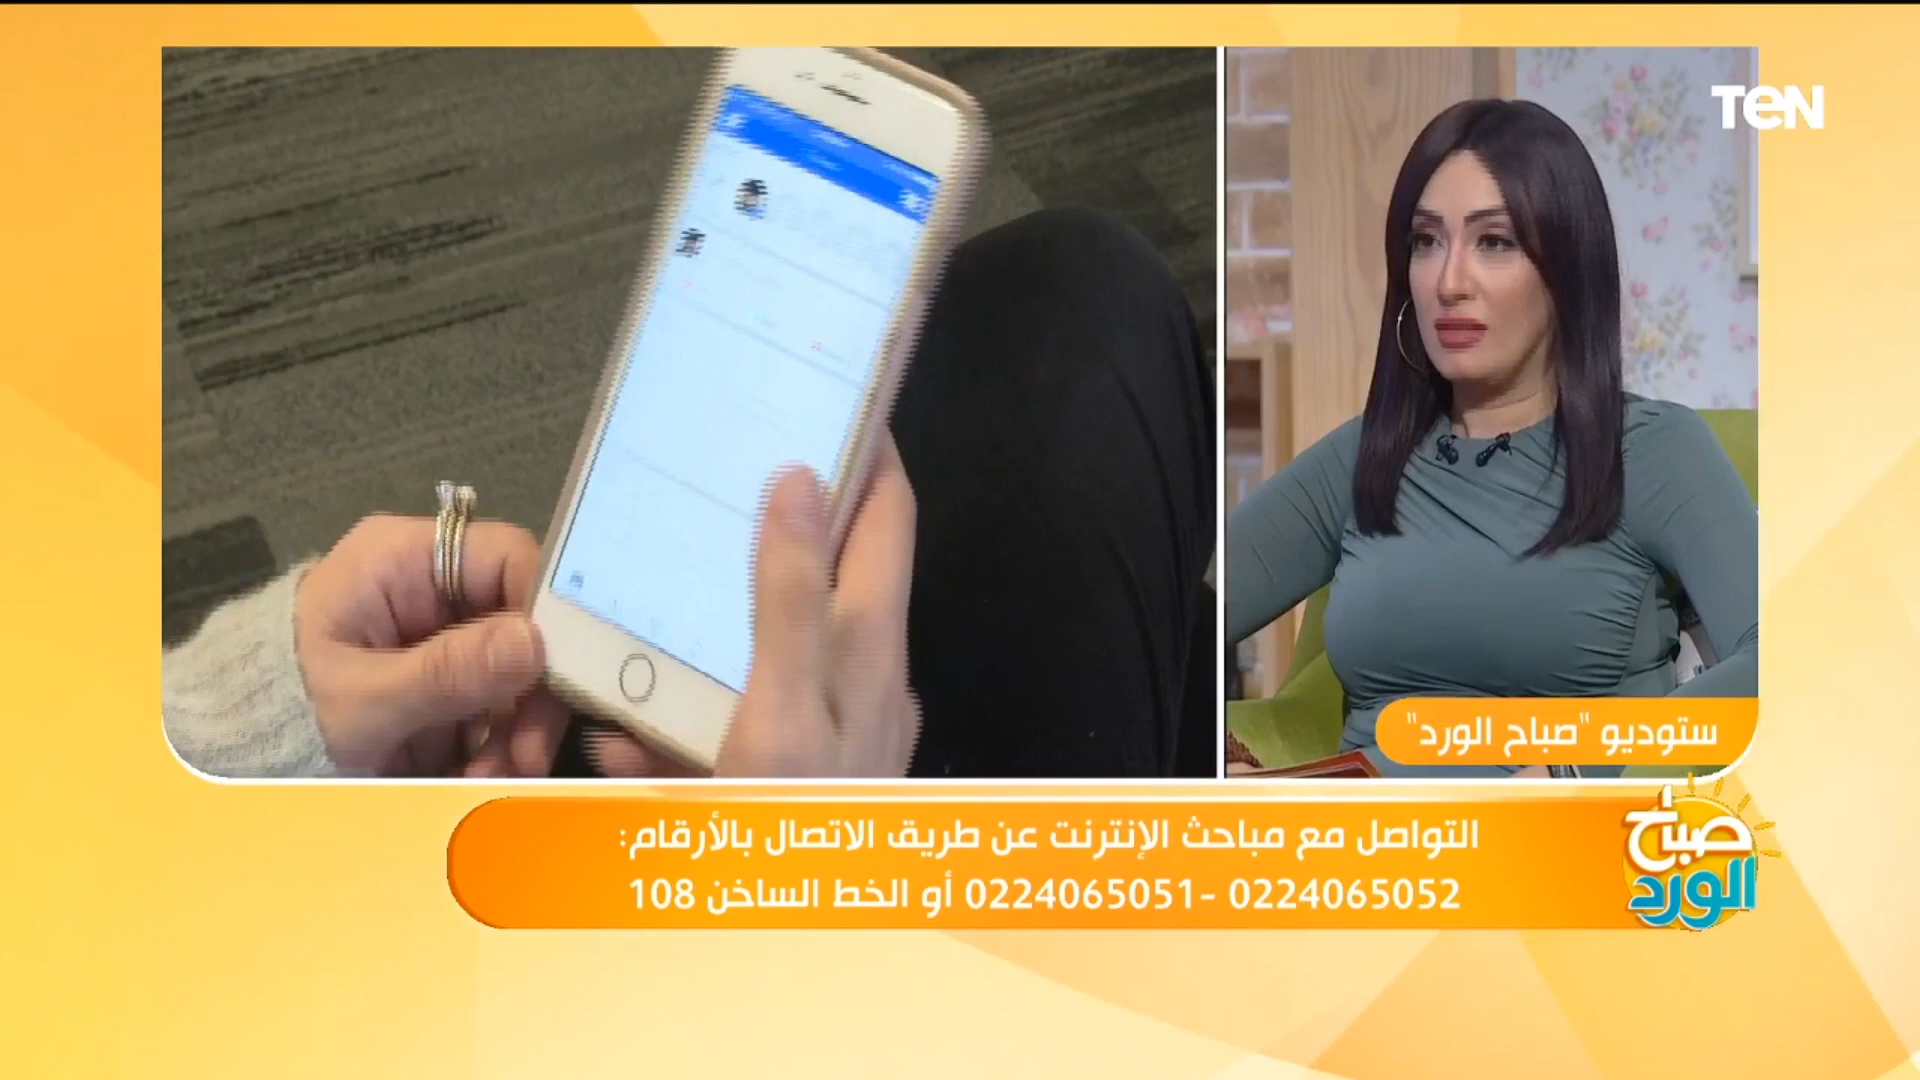 TeN
ستوديو "صباح الورد"
التواصل مع مباحث الإنترنت عن طريق الاتصال بالأرقام:
0224065052 -0224065051 أو الخط الساخن 108
صباح
الورد